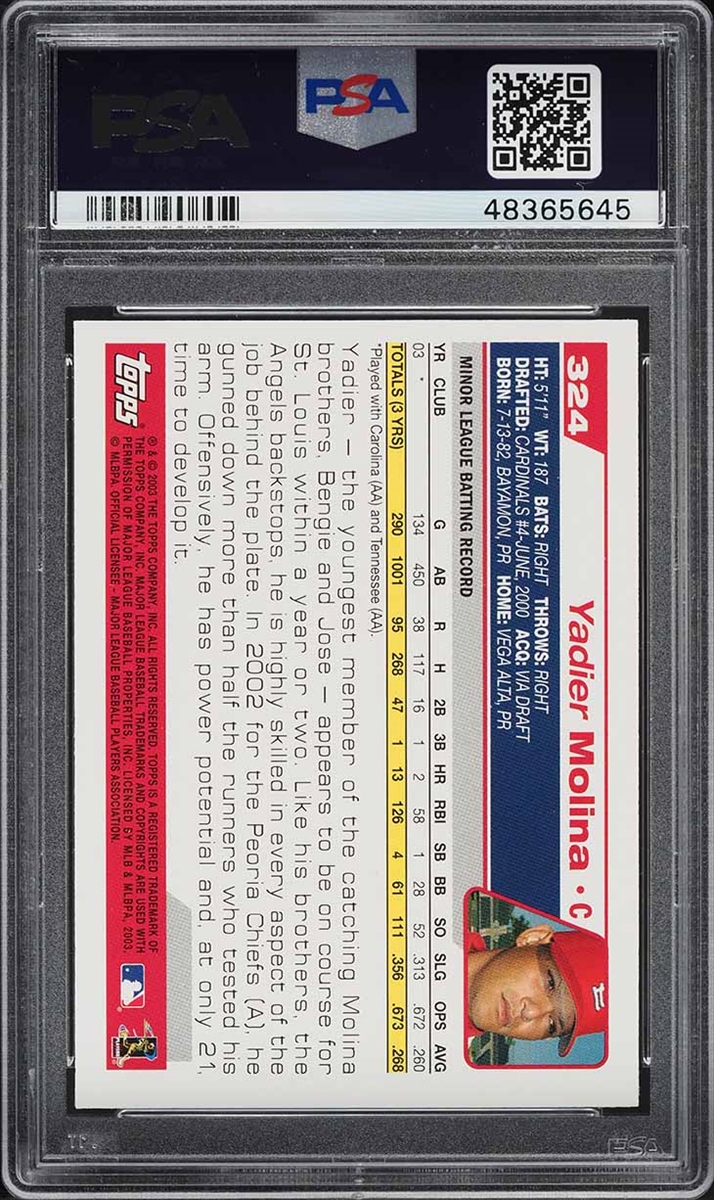 PSA
PSA
48365645
324
Yadier Molina • C
HT: 5'11" WT: 187 BATS: RIGHT THROWS: RIGHT
DRAFTED: CARDINALS #4-JUNE, 2000 ACQ: VIA DRAFT
BORN: 7-13-82, BAYAMON, PR HOME: VEGA ALTA, PR
MINOR LEAGUE BATTING RECORD
YR CLUB G AB R H 2B 3B HR RBI SB BB SO SLG OPS AVG
03 * 134 450 38 117 16 1 2 58 1 28 52 .313 .672 .260
TOTALS (3 YRS) 290 1001 95 268 47 1 13 126 4 61 111 .356 .673 .268
*Played with Carolina (AA) and Tennessee (AA).
Yadier – the youngest member of the catching Molina
brothers, Bengie and Jose – appears to be on course for
St. Louis within a year or two. Like his brothers, the
Angels backstops, he is highly skilled in every aspect of the
job behind the plate. In 2002 for the Peoria Chiefs (A), he
gunned down more than half the runners who tested his
arm. Offensively, he has power potential and, at only 21,
time to develop it.
topps
® & © 2003 THE TOPPS COMPANY, INC. ALL RIGHTS RESERVED. TOPPS IS A REGISTERED TRADEMARK OF
THE TOPPS COMPANY, INC. MAJOR LEAGUE BASEBALL TRADEMARKS AND COPYRIGHTS ARE USED WITH
PERMISSION OF MAJOR LEAGUE BASEBALL PROPERTIES, INC. LICENSED BY MLB & MLBPA, 2003.
© MLBPA. OFFICIAL LICENSEE - MAJOR LEAGUE BASEBALL PLAYERS ASSOCIATION.
PSA